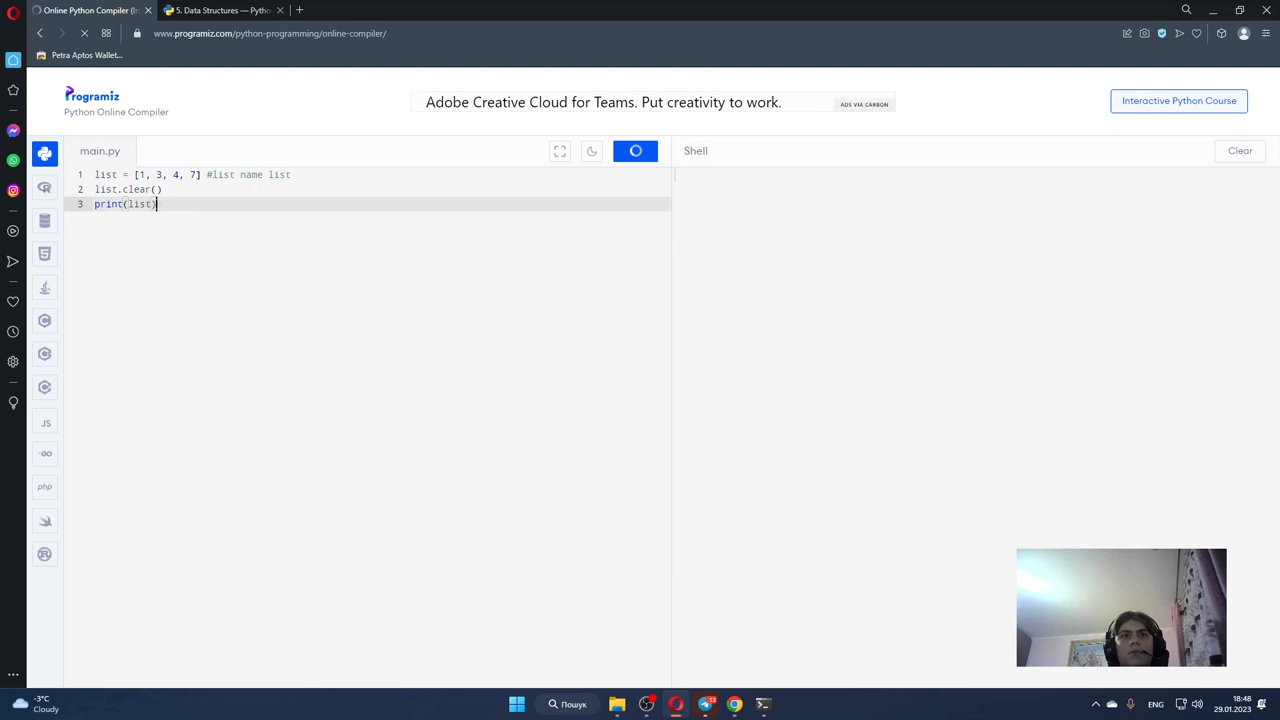 Online Python Compiler (In
5. Data Structures — Pytho
www.programiz.com/python-programming/online-compiler/
Petra Aptos Wallet...
Programiz
Python Online Compiler
Adobe Creative Cloud for Teams. Put creativity to work.
ADS VIA CARBON
Interactive Python Course
main.py
Shell
Clear
1 list = [1, 3, 4, 7] #list name list
2 list.clear()
3 print(list)
JS
GO
php
-3°C
Cloudy
Пошук
13
ENG
18:48
29.01.2023